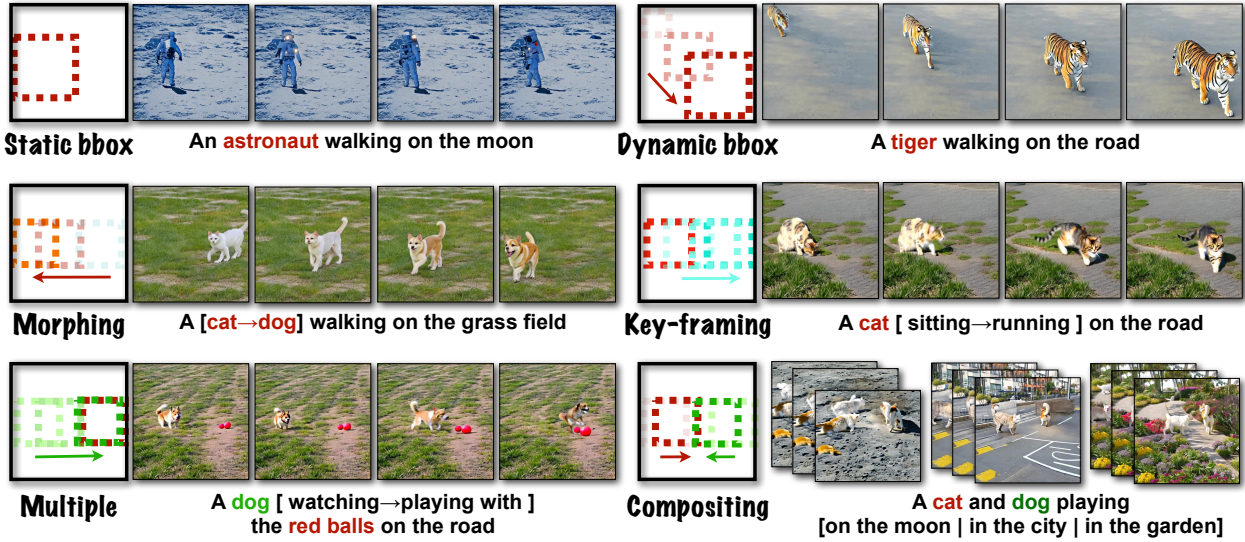 Static bbox
An astronaut walking on the moon
Dynamic bbox
A tiger walking on the road
Morphing
A [cat→dog] walking on the grass field
Key-framing
A cat [ sitting→running ] on the road
Multiple
A dog [ watching→playing with ]
the red balls on the road
Compositing
A cat and dog playing
[on the moon | in the city | in the garden]